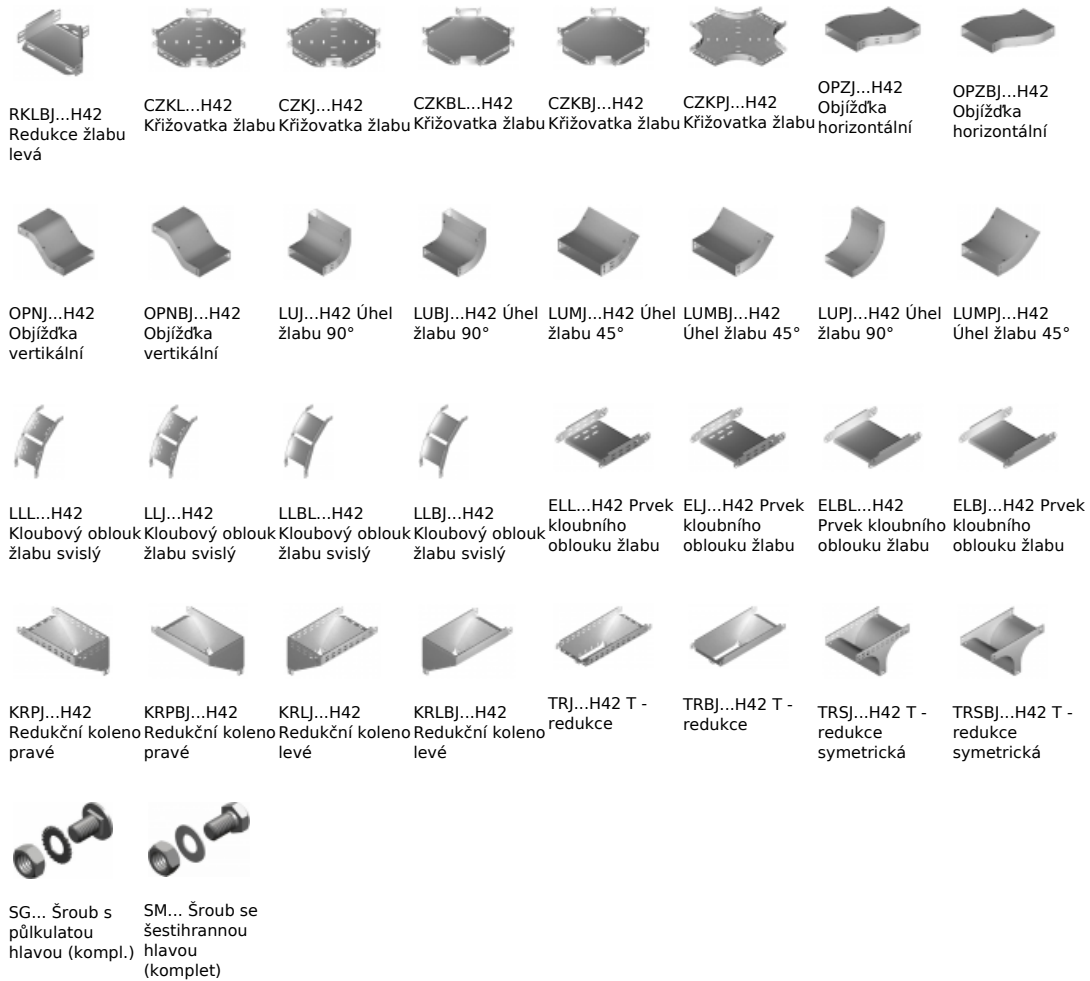 RKLBJ...H42
Redukce žlabu
levá
CZKL...H42
Křižovatka žlabu
CZKJ...H42
Křižovatka žlabu
CZKBL...H42
Křižovatka žlabu
CZKBJ...H42
Křižovatka žlabu
CZKPJ...H42
Křižovatka žlabu
OPZJ...H42
Objížďka
horizontální
OPZBJ...H42
Objížďka
horizontální
OPNJ...H42
Objížďka
vertikální
OPNBJ...H42
Objížďka
vertikální
LUJ...H42 Úhel
žlabu 90°
LUBJ...H42 Úhel
žlabu 90°
LUMJ...H42 Úhel
žlabu 45°
LUMBJ...H42
Úhel žlabu 45°
LUPJ...H42 Úhel
žlabu 90°
LUMPJ...H42
Úhel žlabu 45°
LLL...H42
Kloubový oblouk
žlabu svislý
LLJ...H42
Kloubový oblouk
žlabu svislý
LLBL...H42
Kloubový oblouk
žlabu svislý
LLBJ...H42
Kloubový oblouk
žlabu svislý
ELL...H42 Prvek
kloubního
oblouku žlabu
ELJ...H42 Prvek
kloubního
oblouku žlabu
ELBL...H42
Prvek kloubního
oblouku žlabu
ELBJ...H42 Prvek
kloubního
oblouku žlabu
KRPJ...H42
Redukční koleno
pravé
KRPBJ...H42
Redukční koleno
pravé
KRLJ...H42
Redukční koleno
levé
KRLBJ...H42
Redukční koleno
levé
TRJ...H42 T -
redukce
TRBJ...H42 T -
redukce
TRSJ...H42 T -
redukce
symetrická
TRSBJ...H42 T -
redukce
symetrická
SG... Šroub s
půlkulatou
hlavou (kompl.)
SM... Šroub se
šestihrannou
hlavou
(komplet)